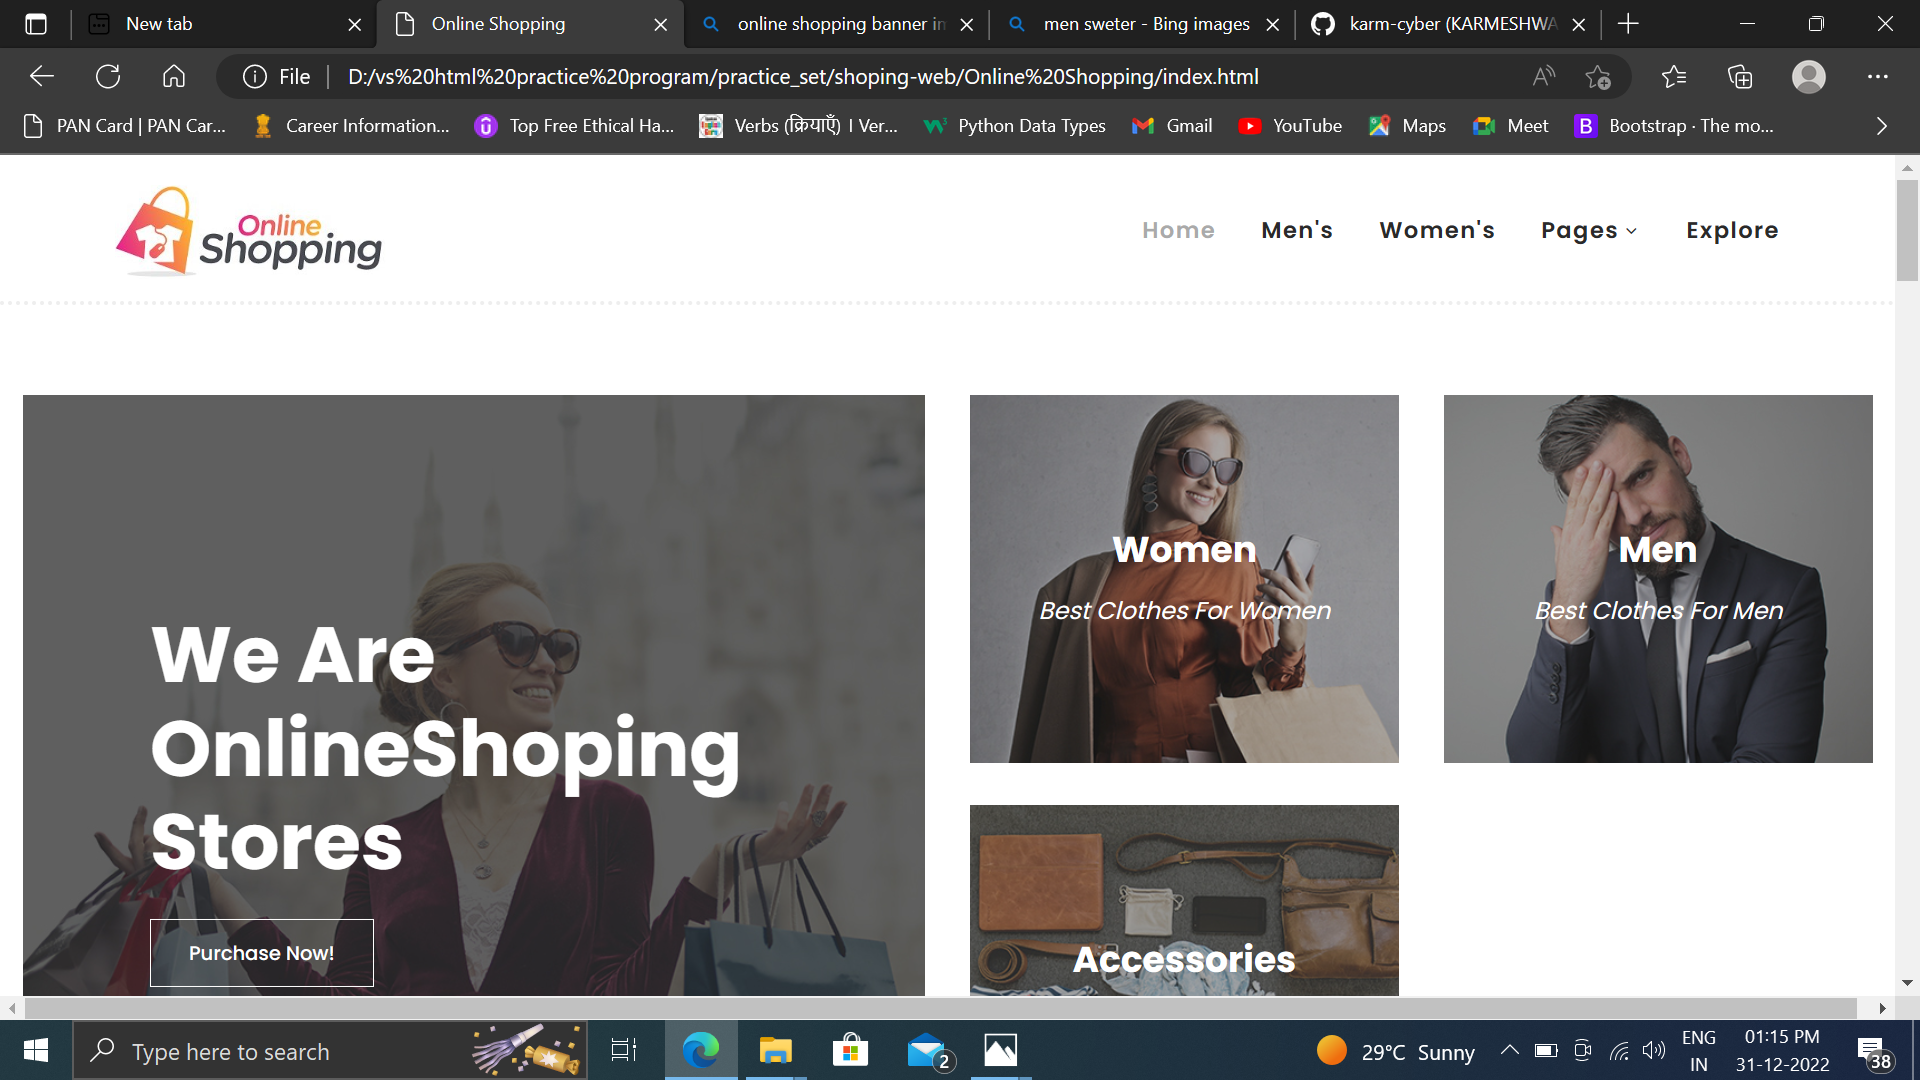 New tab
Online Shopping
online shopping banner in
men sweter - Bing images
karm-cyber (KARMESHWA
File
D:/vs%20html%20practice%20program/practice_set/shoping-web/Online%20Shopping/index.html
PAN Card | PAN Car...
Career Information...
Top Free Ethical Ha...
Verbs (क्रियाएँ) I Ver...
Python Data Types
Gmail
YouTube
Maps
Meet
B
Bootstrap · The mo...
Online
Shopping
Home
Men's
Women's
Pages
Explore
We Are
OnlineShoping
Stores
Purchase Now!
Women
Best Clothes For Women
Men
Best Clothes For Men
Accessories
Type here to search
2
29°C Sunny
ENG
IN
01:15 PM
31-12-2022
38